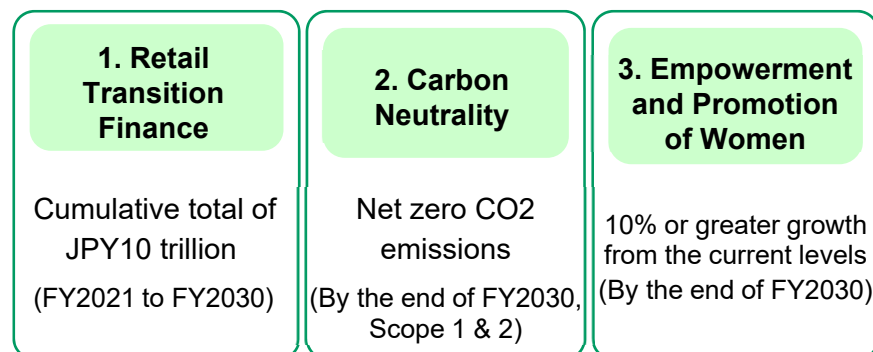 1. Retail
Transition
Finance
Cumulative total of
JPY10 trillion
(FY2021 to FY2030)
2. Carbon
Neutrality
Net zero CO2
emissions
(By the end of FY2030,
Scope 1 & 2)
3. Empowerment
and Promotion
of Women
10% or greater growth
from the current levels
(By the end of FY2030)